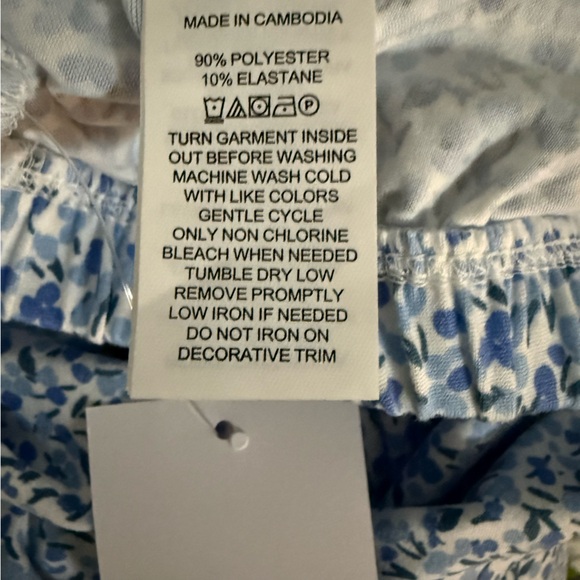 MADE IN CAMBODIA
90% POLYESTER
10% ELASTANE
TURN GARMENT INSIDE
OUT BEFORE WASHING
MACHINE WASH COLD
WITH LIKE COLORS
GENTLE CYCLE
ONLY NON CHLORINE
BLEACH WHEN NEEDED
TUMBLE DRY LOW
REMOVE PROMPTLY
LOW IRON IF NEEDED
DO NOT IRON ON
DECORATIVE TRIM